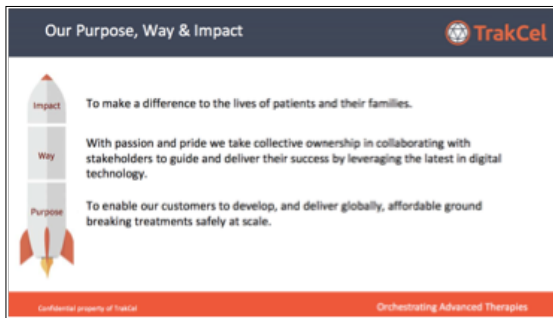 Our Purpose, Way & Impact
TrakCel
Impact
To make a difference to the lives of patients and their families.
Way
With passion and pride we take collective ownership in collaborating with
stakeholders to guide and deliver their success by leveraging the latest in digital
technology.
Purpose
To enable our customers to develop, and deliver globally, affordable ground
breaking treatments safely at scale.
Confidential property of TrakCel
Orchestrating Advanced Therapies